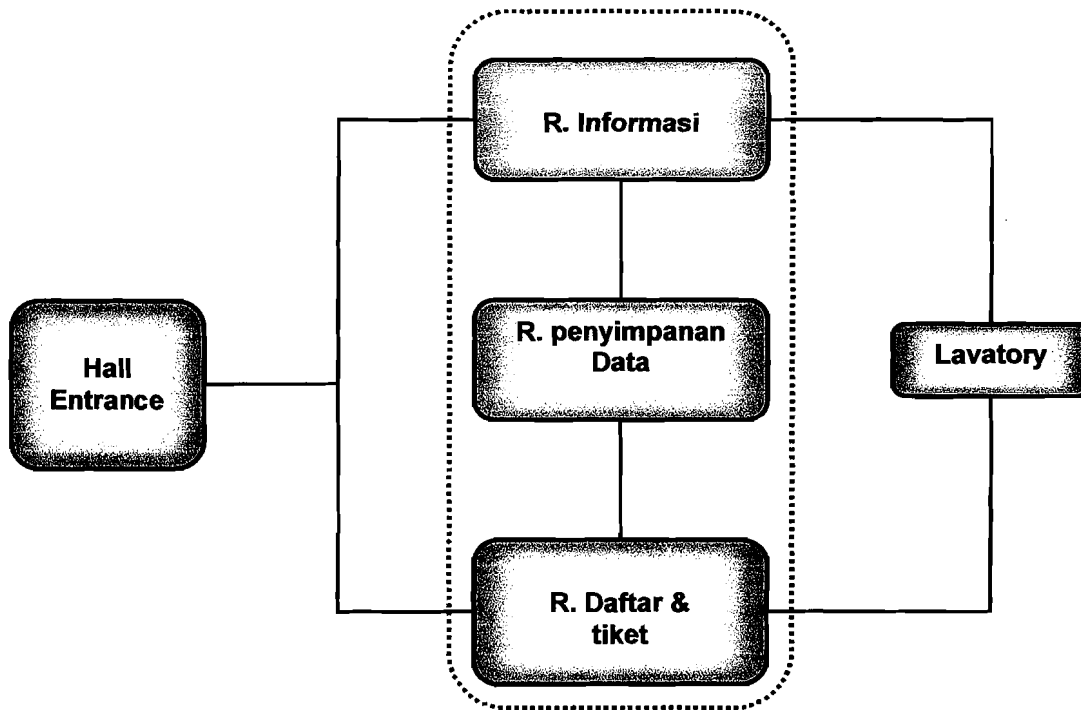 R. Informasi
Hall
Entrance
R. penyimpanan
Data
Lavatory
R. Daftar &
tiket